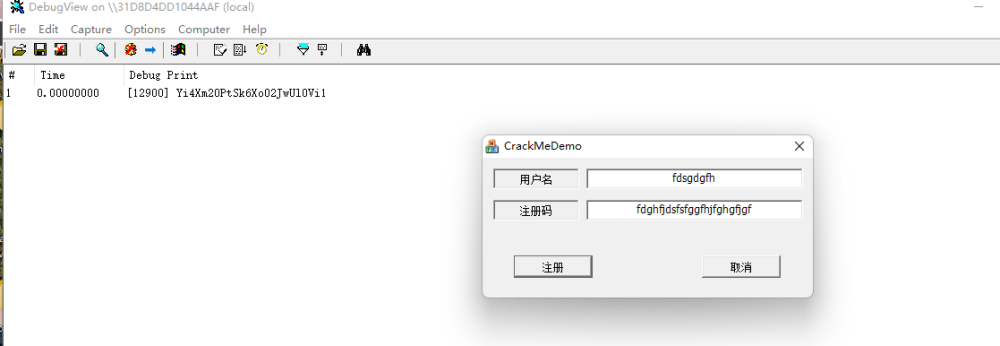 DebugView on \\31D8D4DD1044AAF (local)
File Edit Capture Options Computer Help
# Time Debug Print
1 0.00000000 [12900] Yi4Xm20PtSk6Xo02JwUl0Vi1
CrackMeDemo
用户名 fdsgdgfh
注册码 fdghfjdsfsfggfhjfghgfjgf
注册 取消